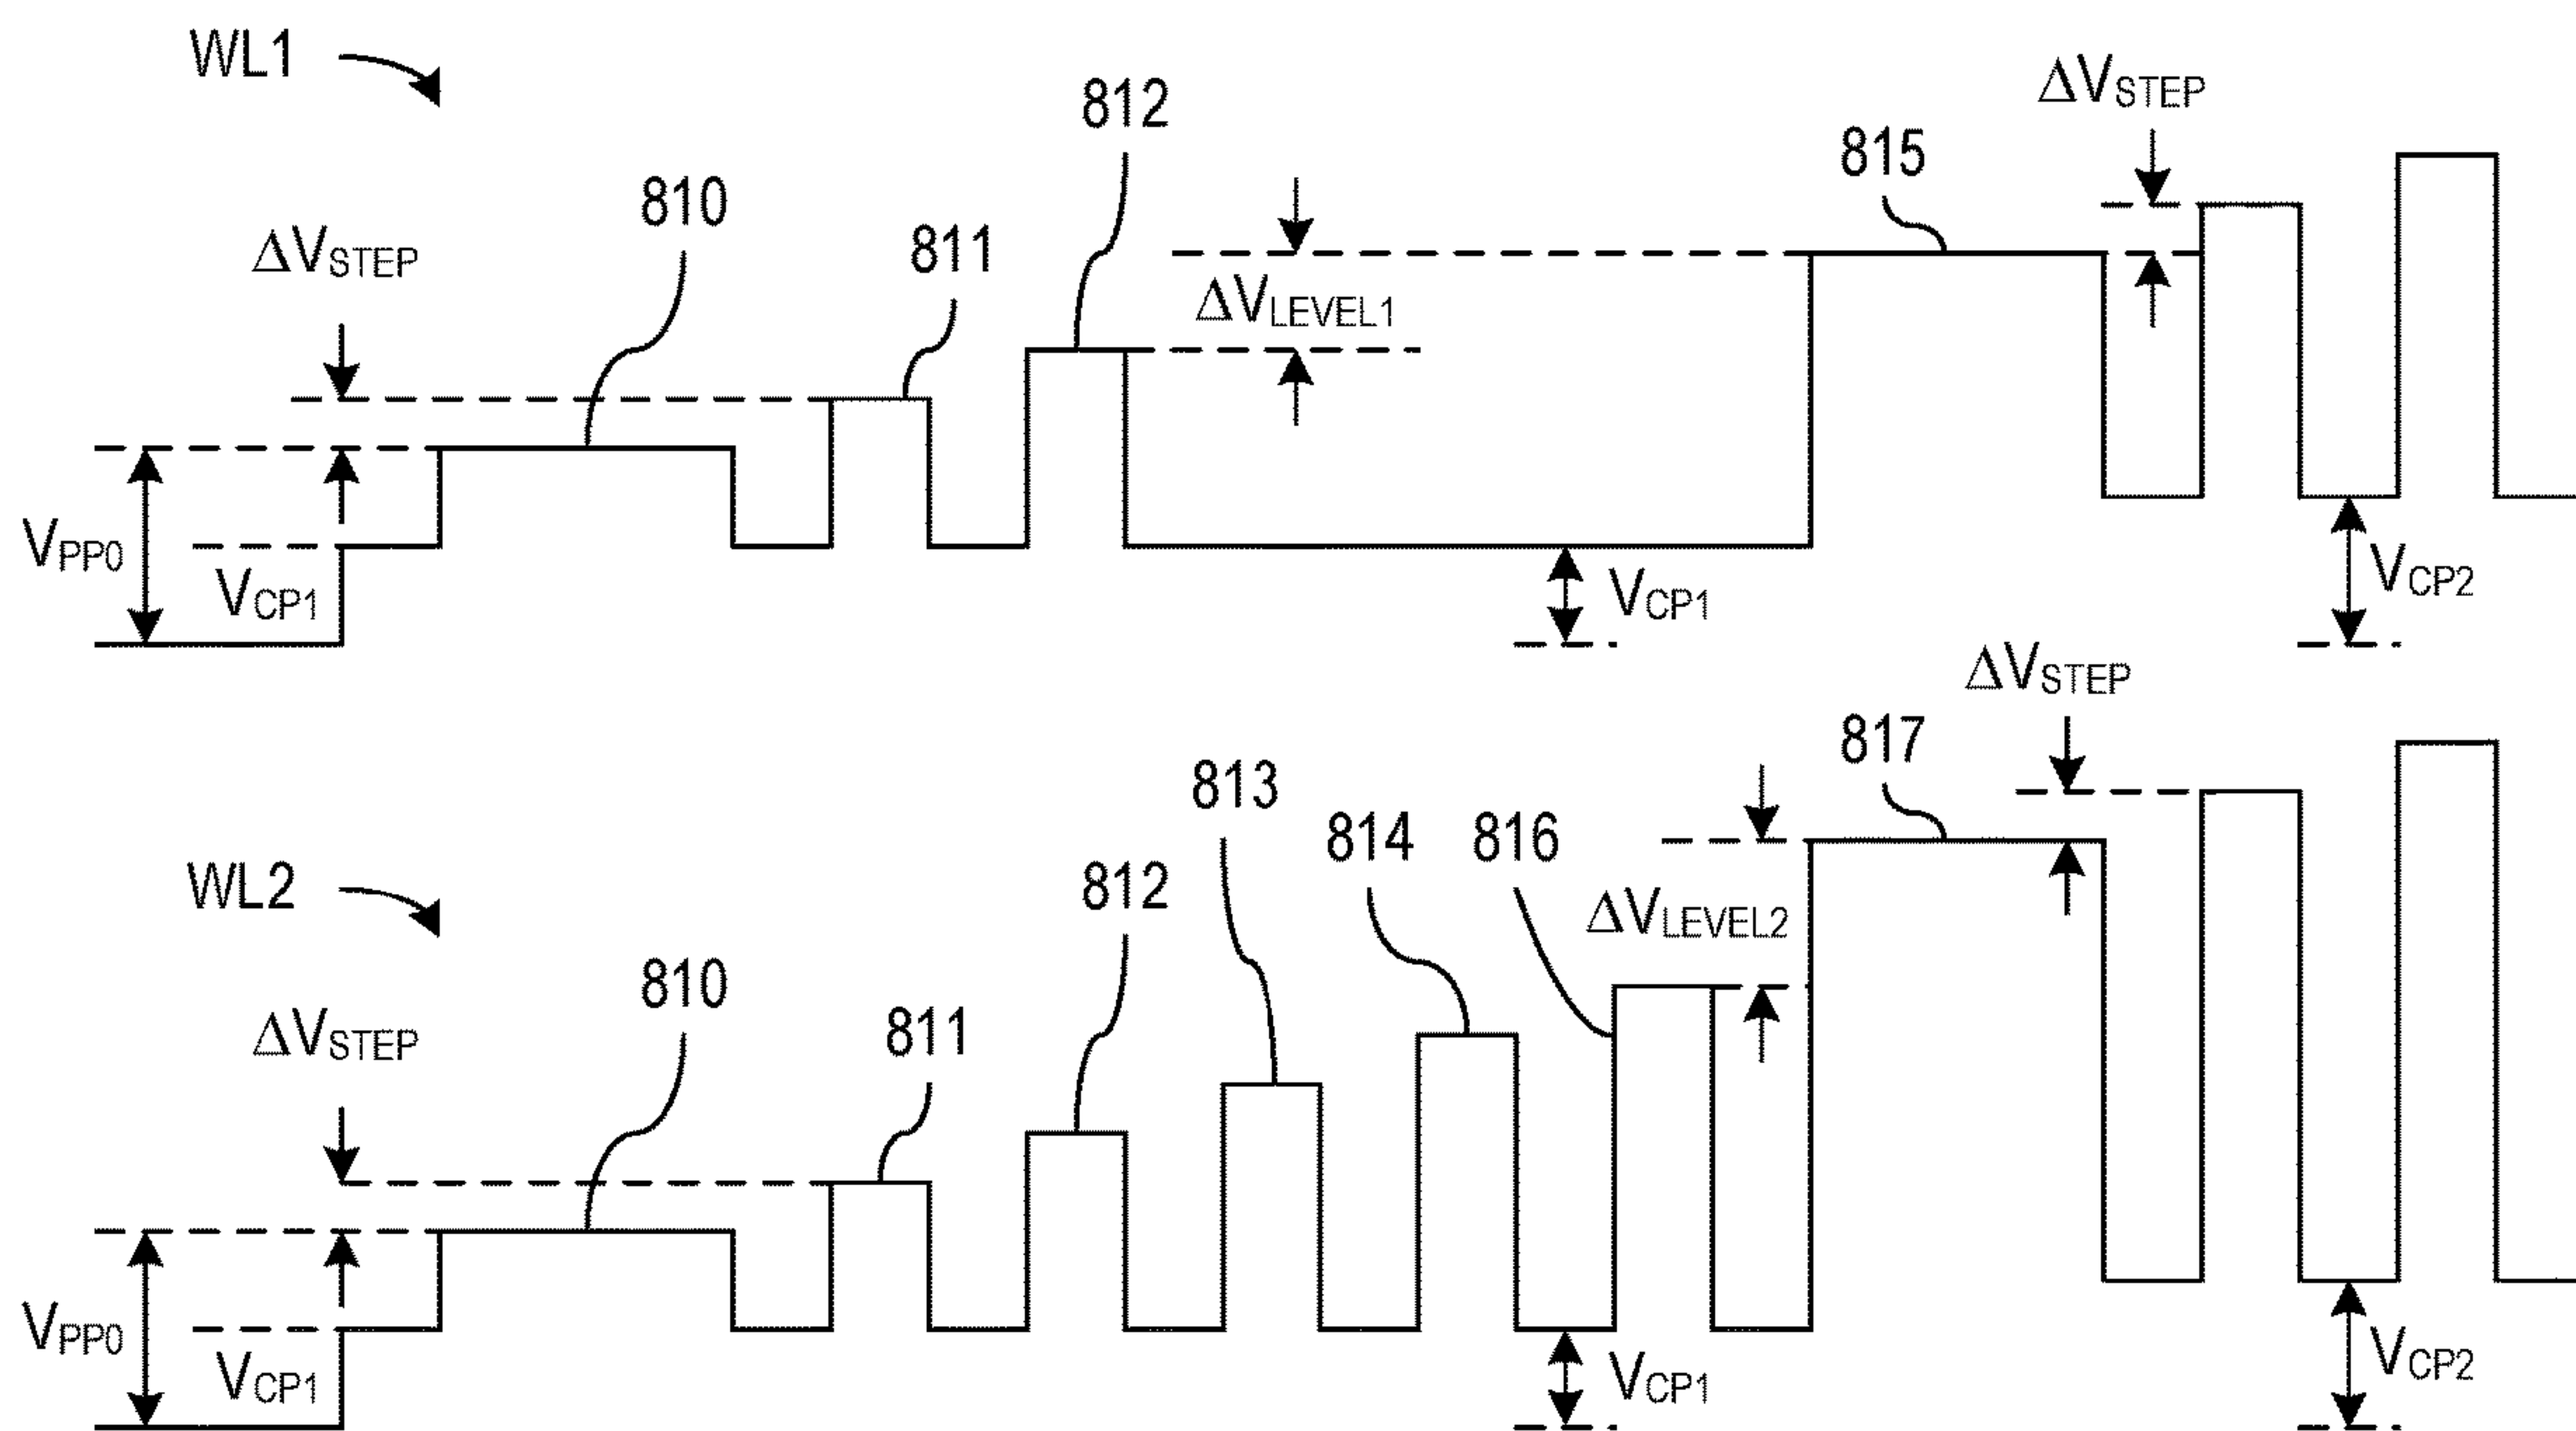 WL1
812
ΔVSTEP
815
810
811
ΔVSTEP
ΔVLEVEL1
VPP0
VCP1
VCP1
VCP2
ΔVSTEP
817
813
814
816
WL2
812
ΔVLEVEL2
810
811
ΔVSTEP
VPP0
VCP1
VCP1
VCP2